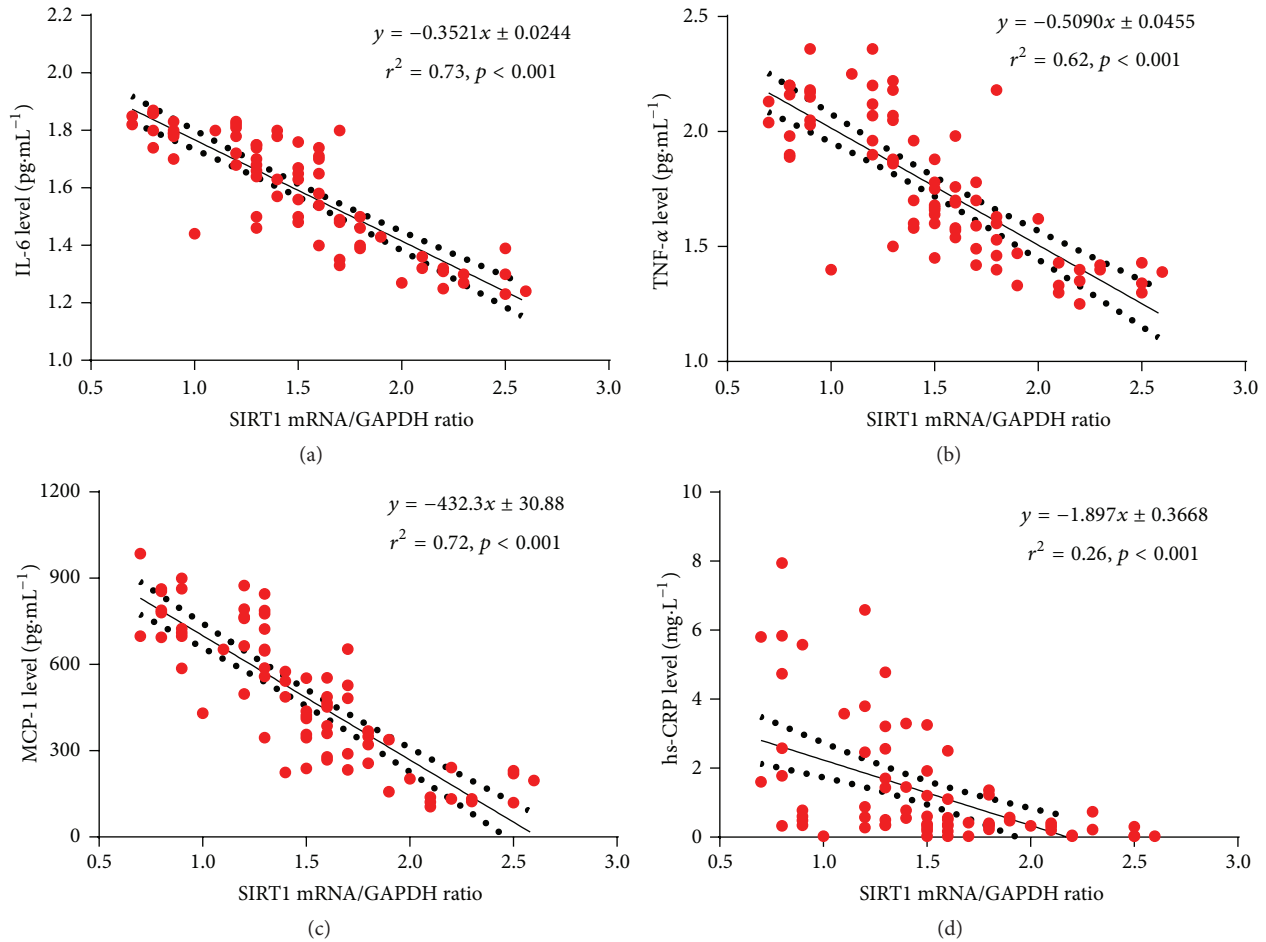 y = −0.3521x ± 0.0244
r² = 0.73, p < 0.001
IL-6 level (pg·mL⁻¹)
2.2
2.0
1.8
1.6
1.4
1.2
1.0
0.5 1.0 1.5 2.0 2.5 3.0
SIRT1 mRNA/GAPDH ratio
(a)
y = −0.5090x ± 0.0455
r² = 0.62, p < 0.001
TNF-α level (pg·mL⁻¹)
2.5
2.0
1.5
1.0
0.5 1.0 1.5 2.0 2.5 3.0
SIRT1 mRNA/GAPDH ratio
(b)
y = −432.3x ± 30.88
r² = 0.72, p < 0.001
MCP-1 level (pg·mL⁻¹)
1200
900
600
300
0
0.5 1.0 1.5 2.0 2.5 3.0
SIRT1 mRNA/GAPDH ratio
(c)
y = −1.897x ± 0.3668
r² = 0.26, p < 0.001
hs-CRP level (mg·L⁻¹)
10
8
6
4
2
0
0.5 1.0 1.5 2.0 2.5 3.0
SIRT1 mRNA/GAPDH ratio
(d)